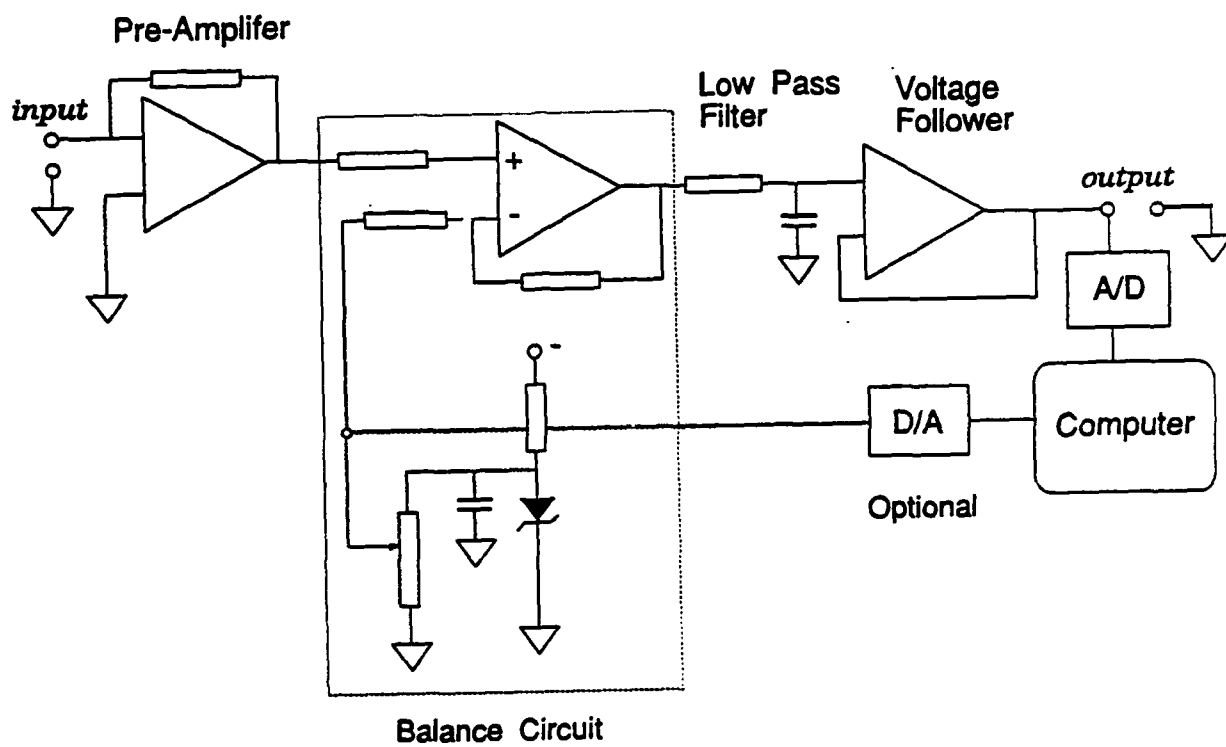 Pre-Amplifer
input
+
-
Low Pass
Filter
Voltage
Follower
output
A/D
-
D/A
Computer
Optional
Balance Circuit